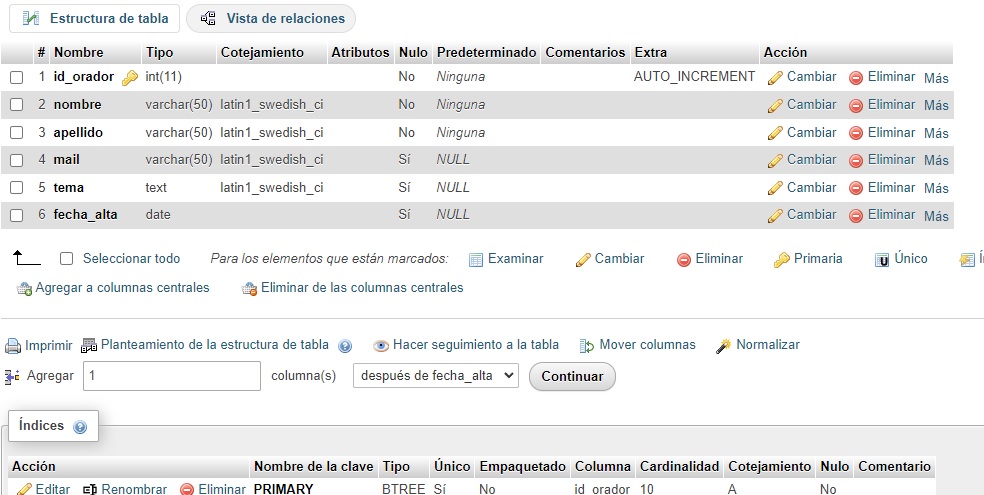 Estructura de tabla Vista de relaciones
# Nombre Tipo Cotejamiento Atributos Nulo Predeterminado Comentarios Extra Acción
1 id_orador int(11) No Ninguna AUTO_INCREMENT Cambiar Eliminar Más
2 nombre varchar(50) latin1_swedish_ci No Ninguna Cambiar Eliminar Más
3 apellido varchar(50) latin1_swedish_ci No Ninguna Cambiar Eliminar Más
4 mail varchar(50) latin1_swedish_ci Sí NULL Cambiar Eliminar Más
5 tema text latin1_swedish_ci Sí NULL Cambiar Eliminar Más
6 fecha_alta date Sí NULL Cambiar Eliminar Más
Seleccionar todo Para los elementos que están marcados: Examinar Cambiar Eliminar Primaria Único
Agregar a columnas centrales Eliminar de las columnas centrales
Imprimir Planteamiento de la estructura de tabla Hacer seguimiento a la tabla Mover columnas Normalizar
Agregar 1 columna(s) después de fecha_alta Continuar
Índices
Acción Nombre de la clave Tipo Único Empaquetado Columna Cardinalidad Cotejamiento Nulo Comentario
Editar Renombrar Eliminar PRIMARY BTREE Sí No id_orador 10 A No